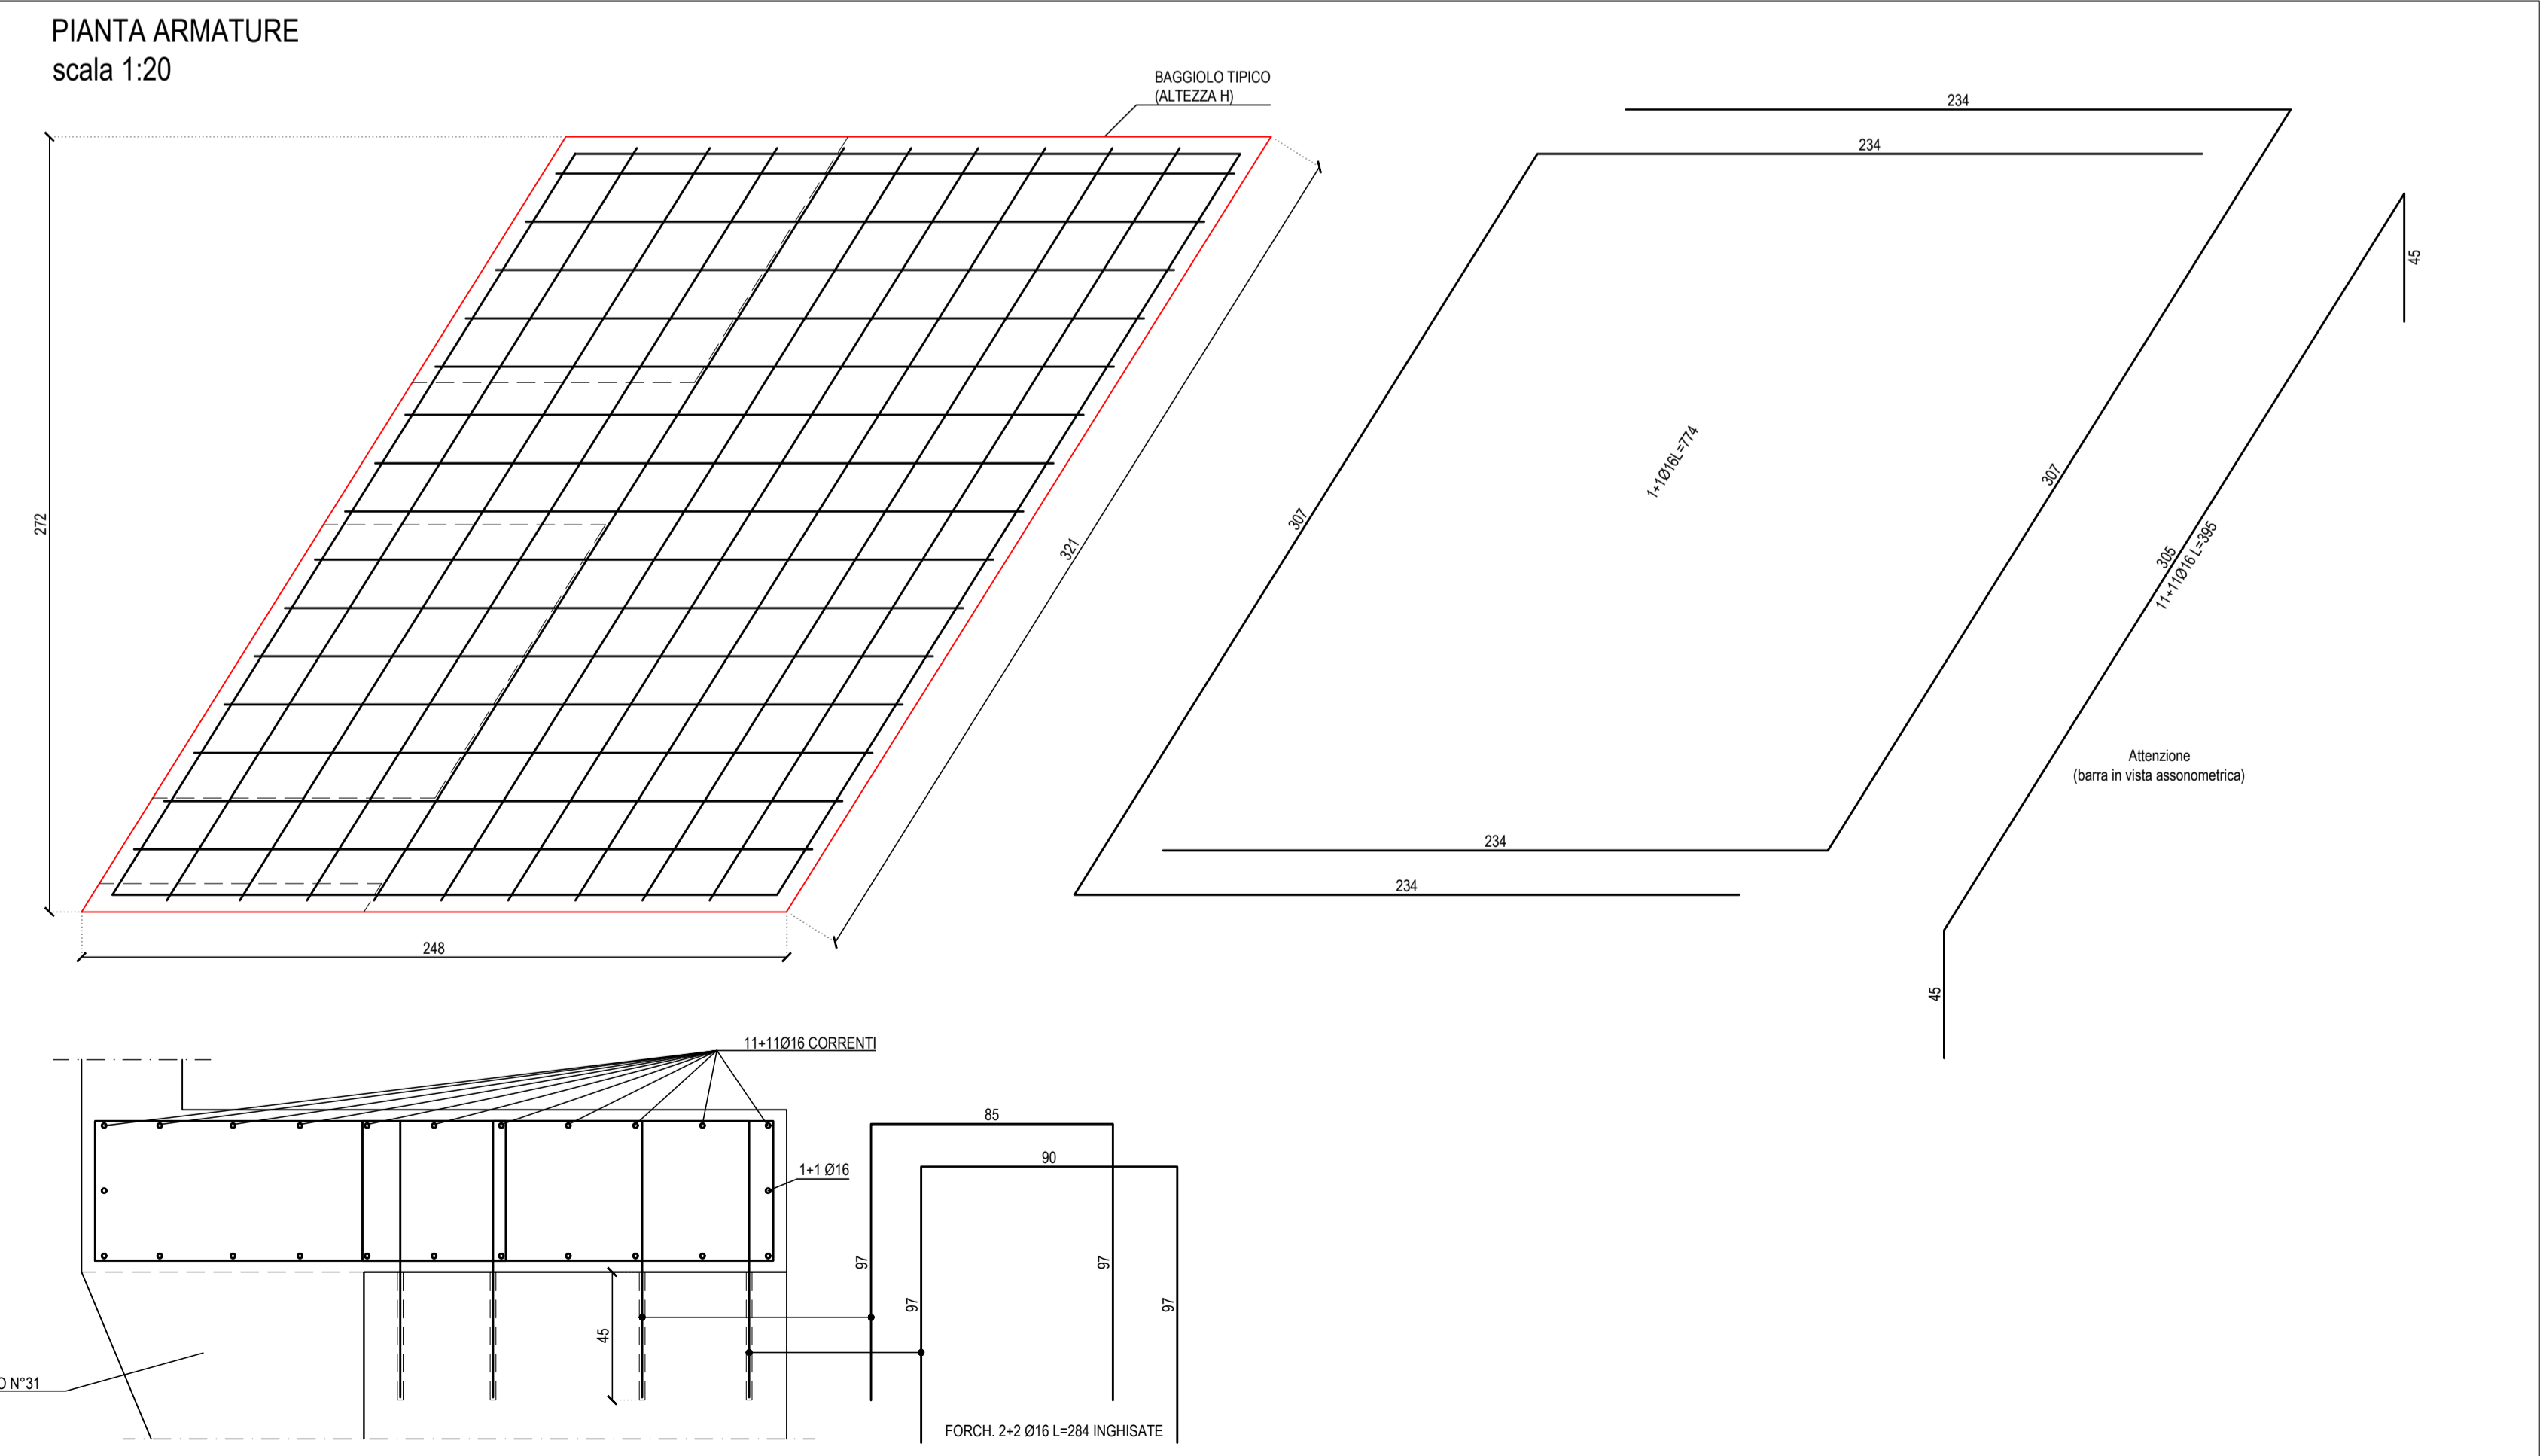 PIANTA ARMATURE
scala 1:20
BAGGIOLO TIPICO
(ALTEZZA H)
272
321
248
234
234
307
1+1Ø16L=774
307
234
234
45
305
11+11Ø16 L=395
45
Attenzione
(barra in vista assonometrica)
11+11Ø16 CORRENTI
1+1 Ø16
45
O N°31
85
90
97
97
97
97
FORCH. 2+2 Ø16 L=284 INGHISATE